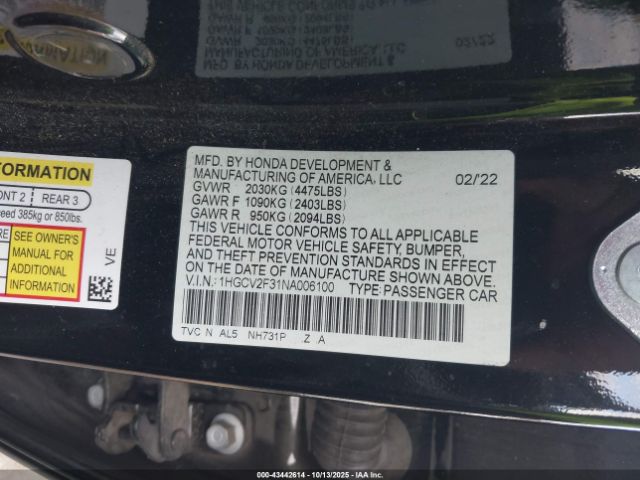 MFD. BY HONDA DEVELOPMENT &
MANUFACTURING OF AMERICA, LLC 02/'22
GVWR 2030KG (4475LBS)
GAWR F 1090KG (2403LBS)
GAWR R 950KG (2094LBS)
THIS VEHICLE CONFORMS TO ALL APPLICABLE
FEDERAL MOTOR VEHICLE SAFETY, BUMPER,
AND THEFT PREVENTION STANDARDS IN EFFECT
ON THE DATE OF MANUFACTURE SHOWN ABOVE.
V.I.N.: 1HGCV2F31NA006100 TYPE: PASSENGER CAR
TVC N AL5 NH731P .Z A
FORMATION
2 REAR 3
385kg or 850lbs.
SEE OWNER'S
MANUAL FOR
ADDITIONAL
INFORMATION
VE
000-43442614 - 10/13/2025 - IAA Inc.